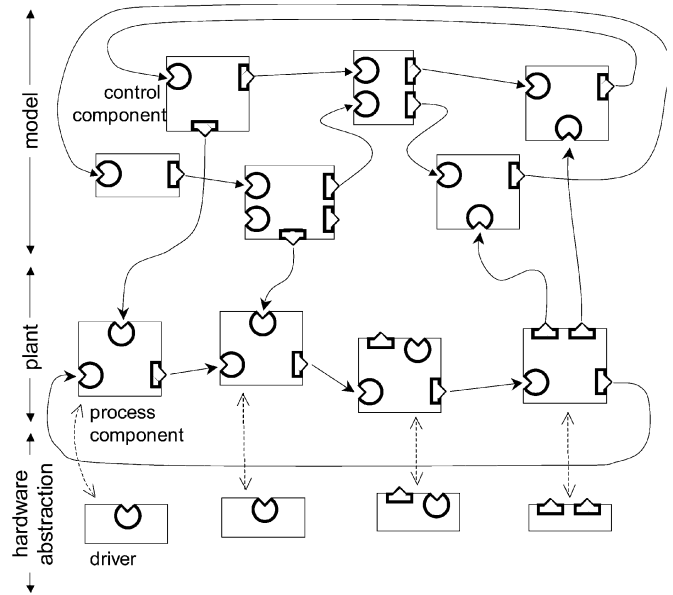 model
control
component
plant
process
component
hardware
abstraction
driver